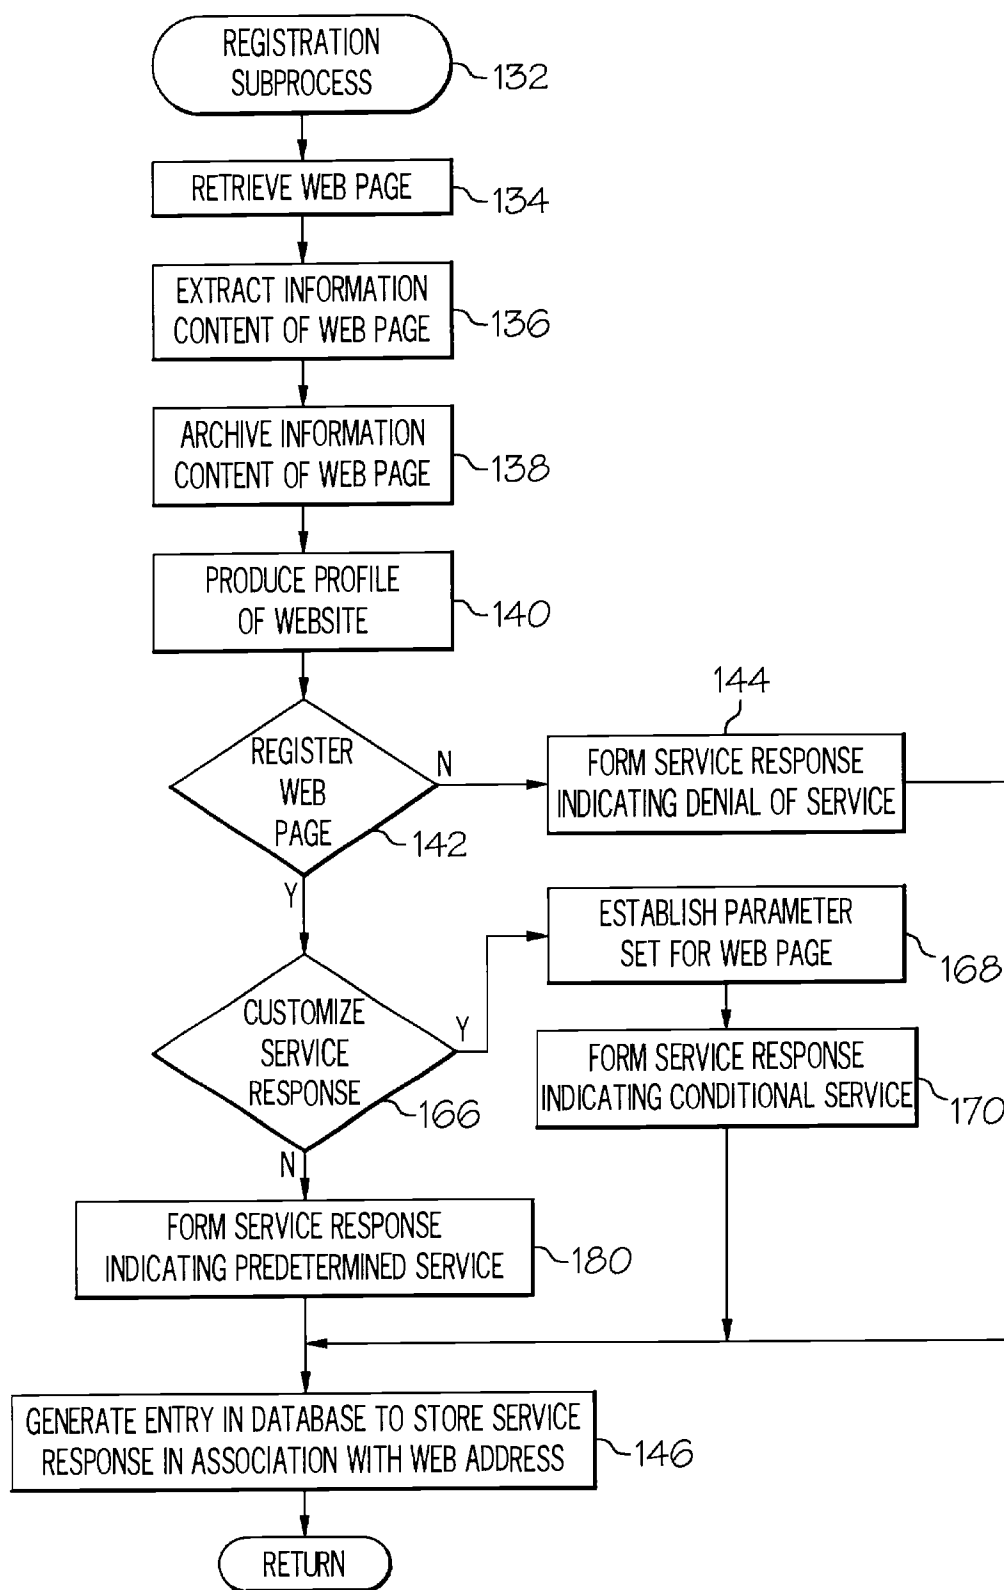 REGISTRATION
SUBPROCESS
132
RETRIEVE WEB PAGE
134
EXTRACT INFORMATION
CONTENT OF WEB PAGE
136
ARCHIVE INFORMATION
CONTENT OF WEB PAGE
138
PRODUCE PROFILE
OF WEBSITE
140
REGISTER
WEB
PAGE
142
N
144
FORM SERVICE RESPONSE
INDICATING DENIAL OF SERVICE
Y
CUSTOMIZE
SERVICE
RESPONSE
166
Y
ESTABLISH PARAMETER
SET FOR WEB PAGE
168
FORM SERVICE RESPONSE
INDICATING CONDITIONAL SERVICE
170
N
FORM SERVICE RESPONSE
INDICATING PREDETERMINED SERVICE
180
GENERATE ENTRY IN DATABASE TO STORE SERVICE
RESPONSE IN ASSOCIATION WITH WEB ADDRESS
146
RETURN